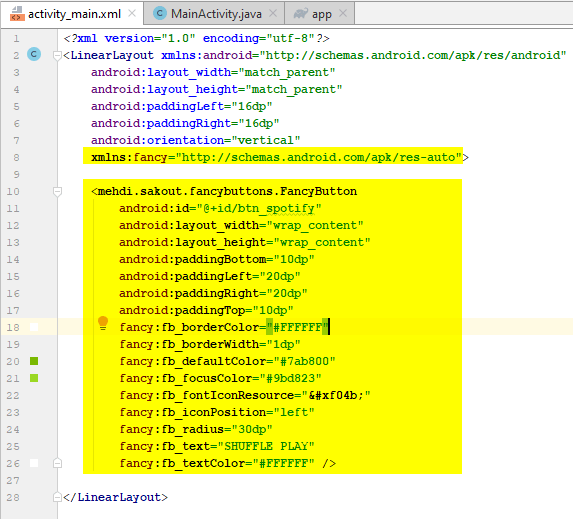 activity_main.xml × MainActivity.java × app ×
1 <?xml version="1.0" encoding="utf-8"?>
2 <LinearLayout xmlns:android="http://schemas.android.com/apk/res/android"
3 android:layout_width="match_parent"
4 android:layout_height="match_parent"
5 android:paddingLeft="16dp"
6 android:paddingRight="16dp"
7 android:orientation="vertical"
8 xmlns:fancy="http://schemas.android.com/apk/res-auto">
9
10 <mehdi.sakout.fancybuttons.FancyButton
11 android:id="@+id/btn_spotify"
12 android:layout_width="wrap_content"
13 android:layout_height="wrap_content"
14 android:paddingBottom="10dp"
15 android:paddingLeft="20dp"
16 android:paddingRight="20dp"
17 android:paddingTop="10dp"
18 fancy:fb_borderColor="#FFFFFF"
19 fancy:fb_borderWidth="1dp"
20 fancy:fb_defaultColor="#7ab800"
21 fancy:fb_focusColor="#9bd823"
22 fancy:fb_fontIconResource="&#xf04b;"
23 fancy:fb_iconPosition="left"
24 fancy:fb_radius="30dp"
25 fancy:fb_text="SHUFFLE PLAY"
26 fancy:fb_textColor="#FFFFFF" />
27
28 </LinearLayout>